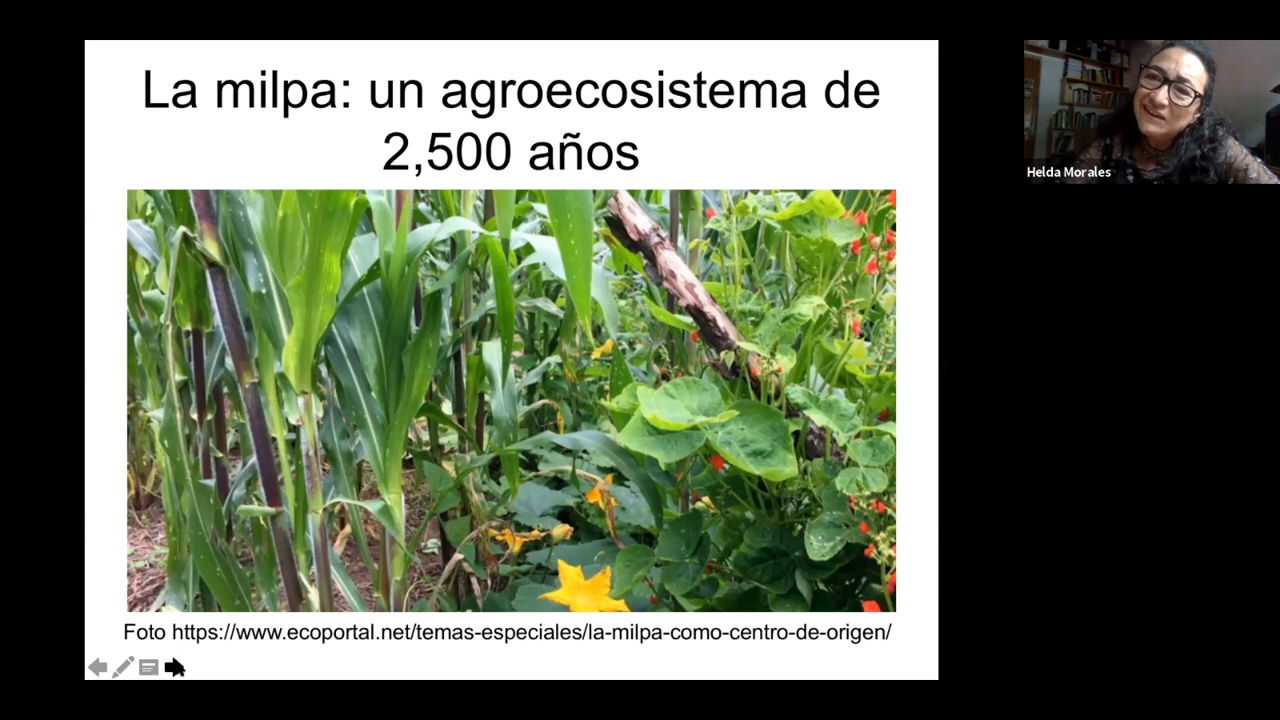 La milpa: un agroecosistema de
2,500 años
Foto https://www.ecoportal.net/temas-especiales/la-milpa-como-centro-de-origen/
Helda Morales